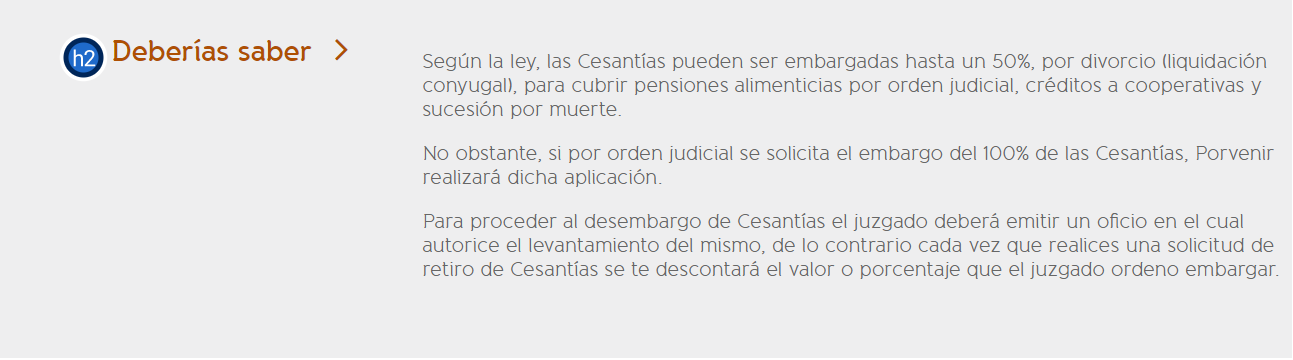 h2
Deberías saber >
Según la ley, las Cesantías pueden ser embargadas hasta un 50%, por divorcio (liquidación
conyugal), para cubrir pensiones alimenticias por orden judicial, créditos a cooperativas y
sucesión por muerte.
No obstante, si por orden judicial se solicita el embargo del 100% de las Cesantías, Porvenir
realizará dicha aplicación.
Para proceder al desembargo de Cesantías el juzgado deberá emitir un oficio en el cual
autorice el levantamiento del mismo, de lo contrario cada vez que realices una solicitud de
retiro de Cesantías se te descontará el valor o porcentaje que el juzgado ordeno embargar.